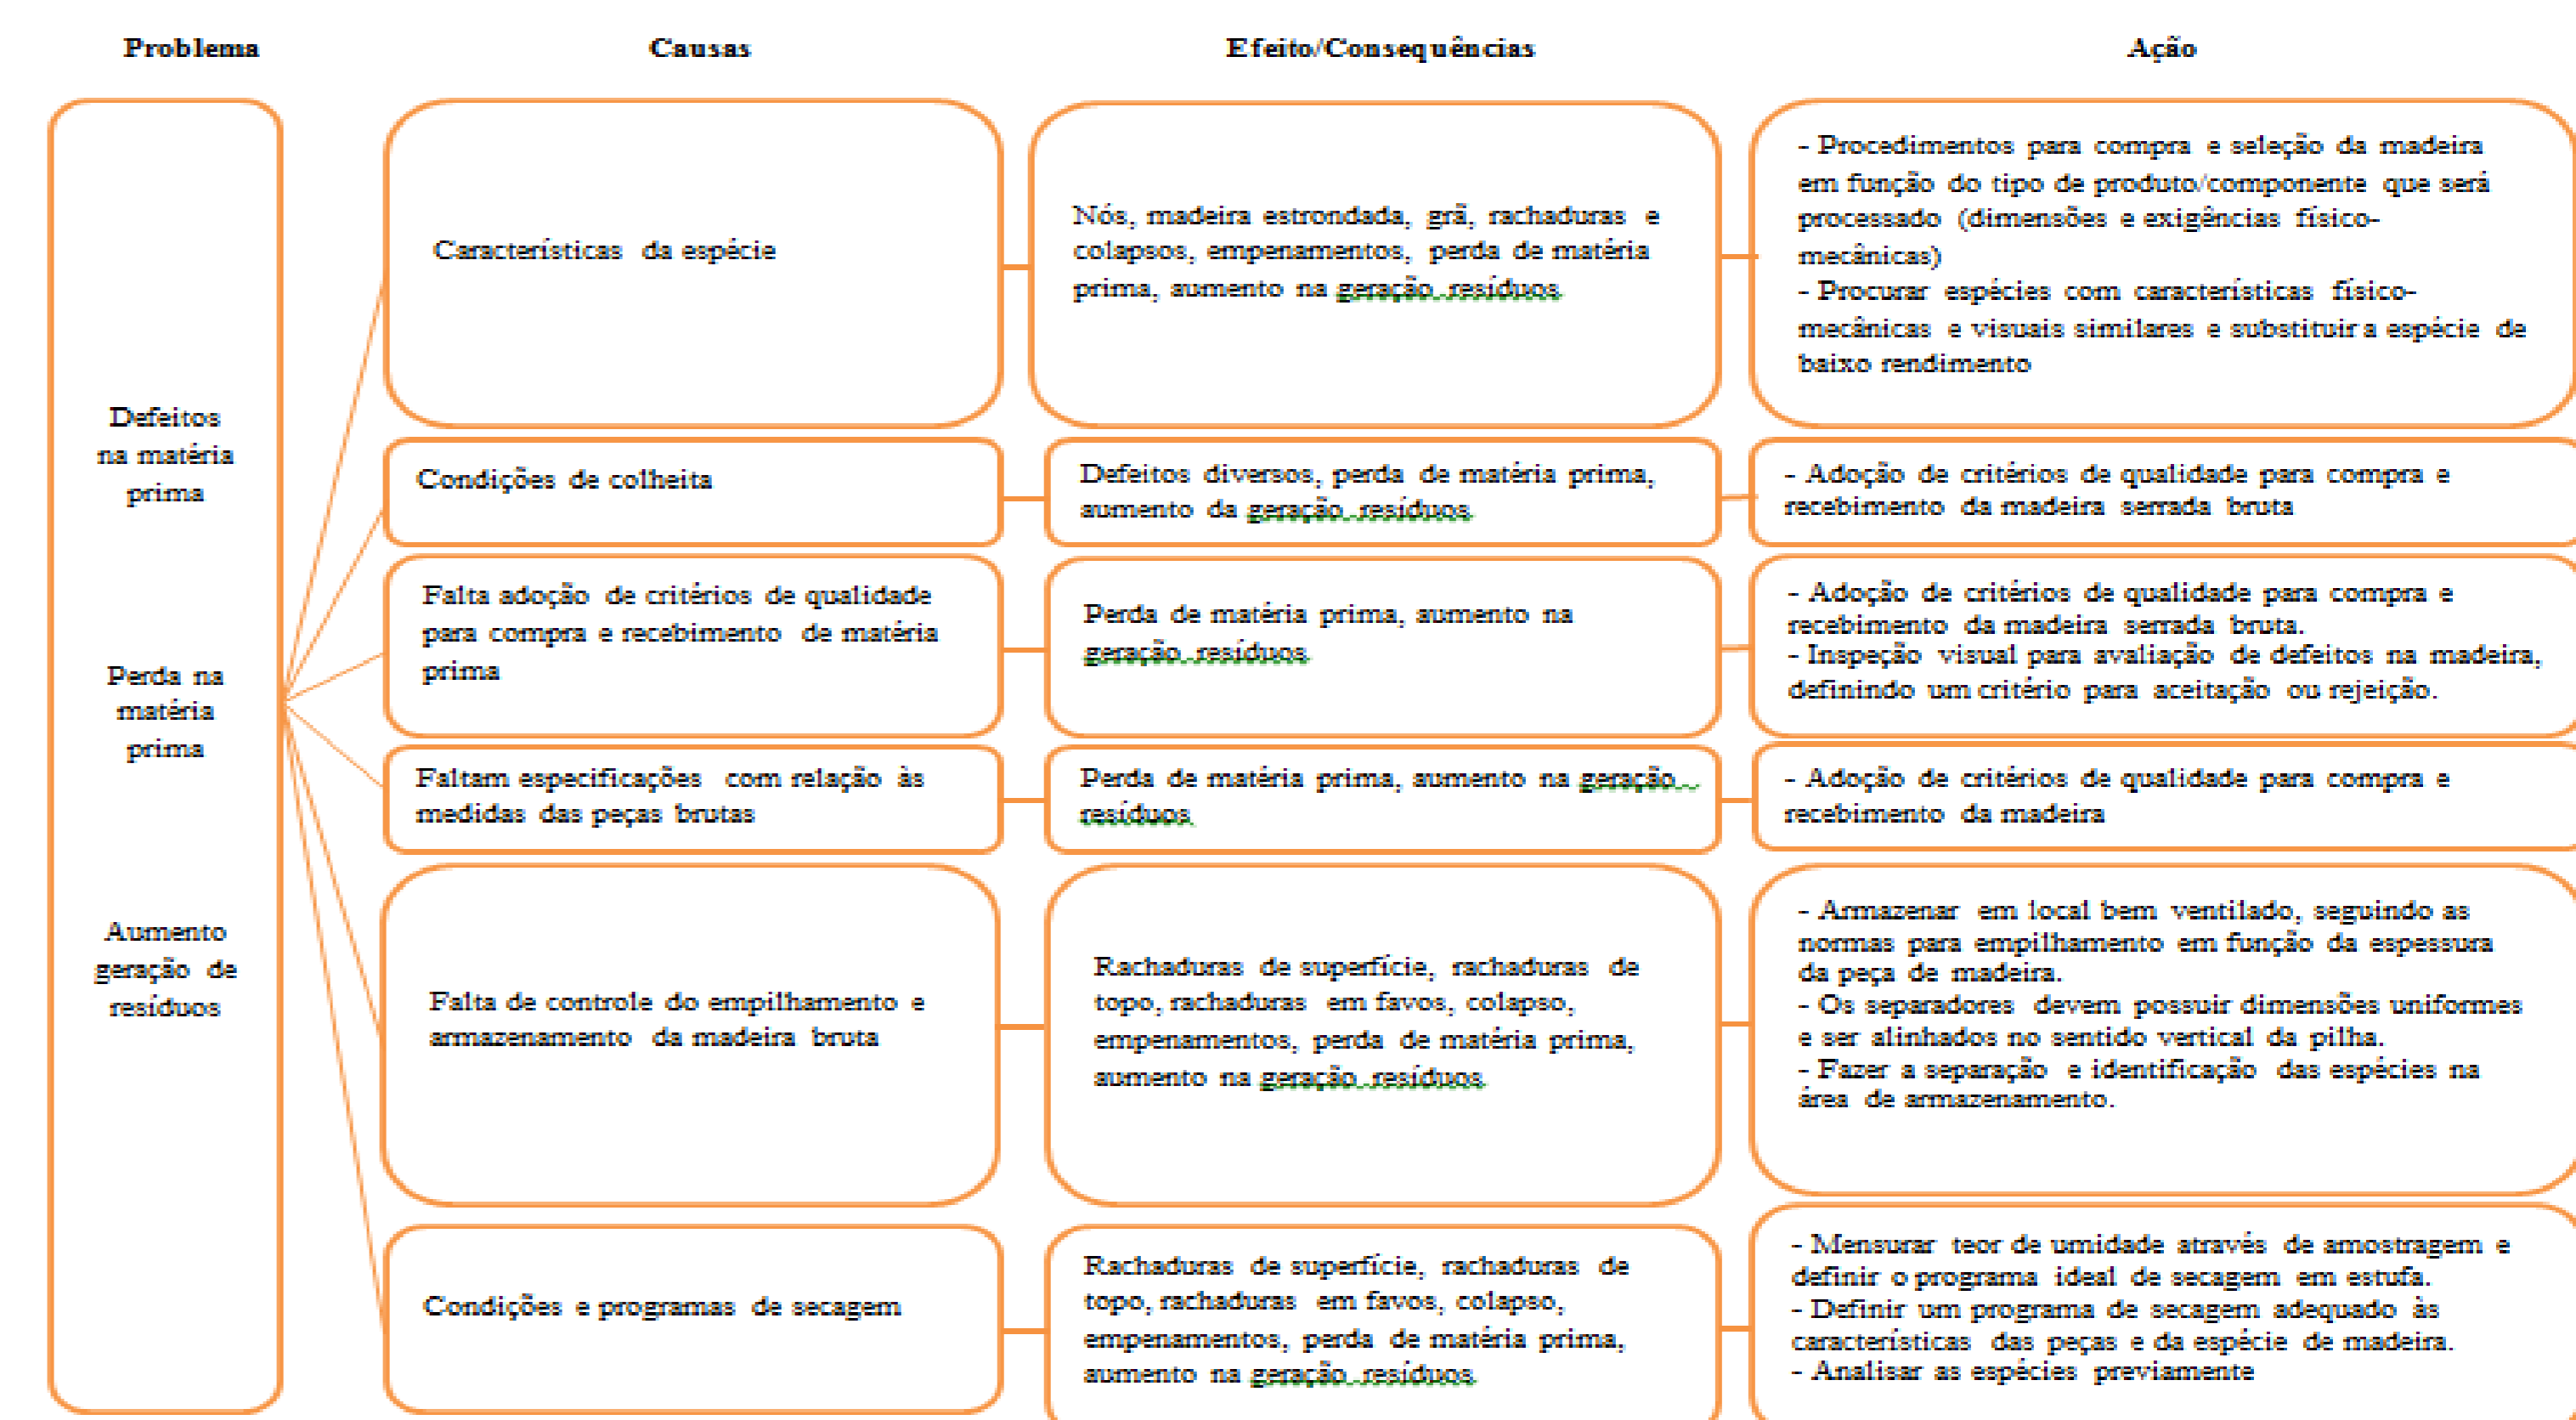 Problema
Causas
Efeito/Consequências
Ação
Defeitos
na matéria
prima
Perda na
matéria
prima
Aumento
geração de
resíduos
Características da espécie
Nós, madeira estrondada, grã, rachaduras e
colapsos, empenamentos, perda de matéria
prima, aumento na geração resíduos
- Procedimentos para compra e seleção da madeira
em função do tipo de produto/componente que será
processado (dimensões e exigências físico-
mecânicas)
- Procurar espécies com características físico-
mecânicas e visuais similares e substituir a espécie de
baixo rendimento
Condições de colheita
Defeitos diversos, perda de matéria prima,
aumento da geração resíduos
- Adoção de critérios de qualidade para compra e
recebimento da madeira serrada bruta
Falta adoção de critérios de qualidade
para compra e recebimento de matéria
prima
Perda de matéria prima, aumento na
geração resíduos
- Adoção de critérios de qualidade para compra e
recebimento da madeira serrada bruta.
- Inspeção visual para avaliação de defeitos na madeira,
definindo um critério para aceitação ou rejeição.
Faltam especificações com relação às
medidas das peças brutas
Perda de matéria prima, aumento na geração
resíduos
- Adoção de critérios de qualidade para compra e
recebimento da madeira
Falta de controle do empilhamento e
armazenamento da madeira bruta
Rachaduras de superfície, rachaduras de
topo, rachaduras em favos, colapso,
empenamentos, perda de matéria prima,
aumento na geração resíduos
- Armazenar em local bem ventilado, seguindo as
normas para empilhamento em função da espessura
da peça de madeira.
- Os separadores devem possuir dimensões uniformes
e ser alinhados no sentido vertical da pilha.
- Fazer a separação e identificação das espécies na
área de armazenamento.
Condições e programas de secagem
Rachaduras de superfície, rachaduras de
topo, rachaduras em favos, colapso,
empenamentos, perda de matéria prima,
aumento na geração resíduos
- Mensurar teor de umidade através de amostragem e
definir o programa ideal de secagem em estufa.
- Definir um programa de secagem adequado às
características das peças e da espécie de madeira.
- Analisar as espécies previamente